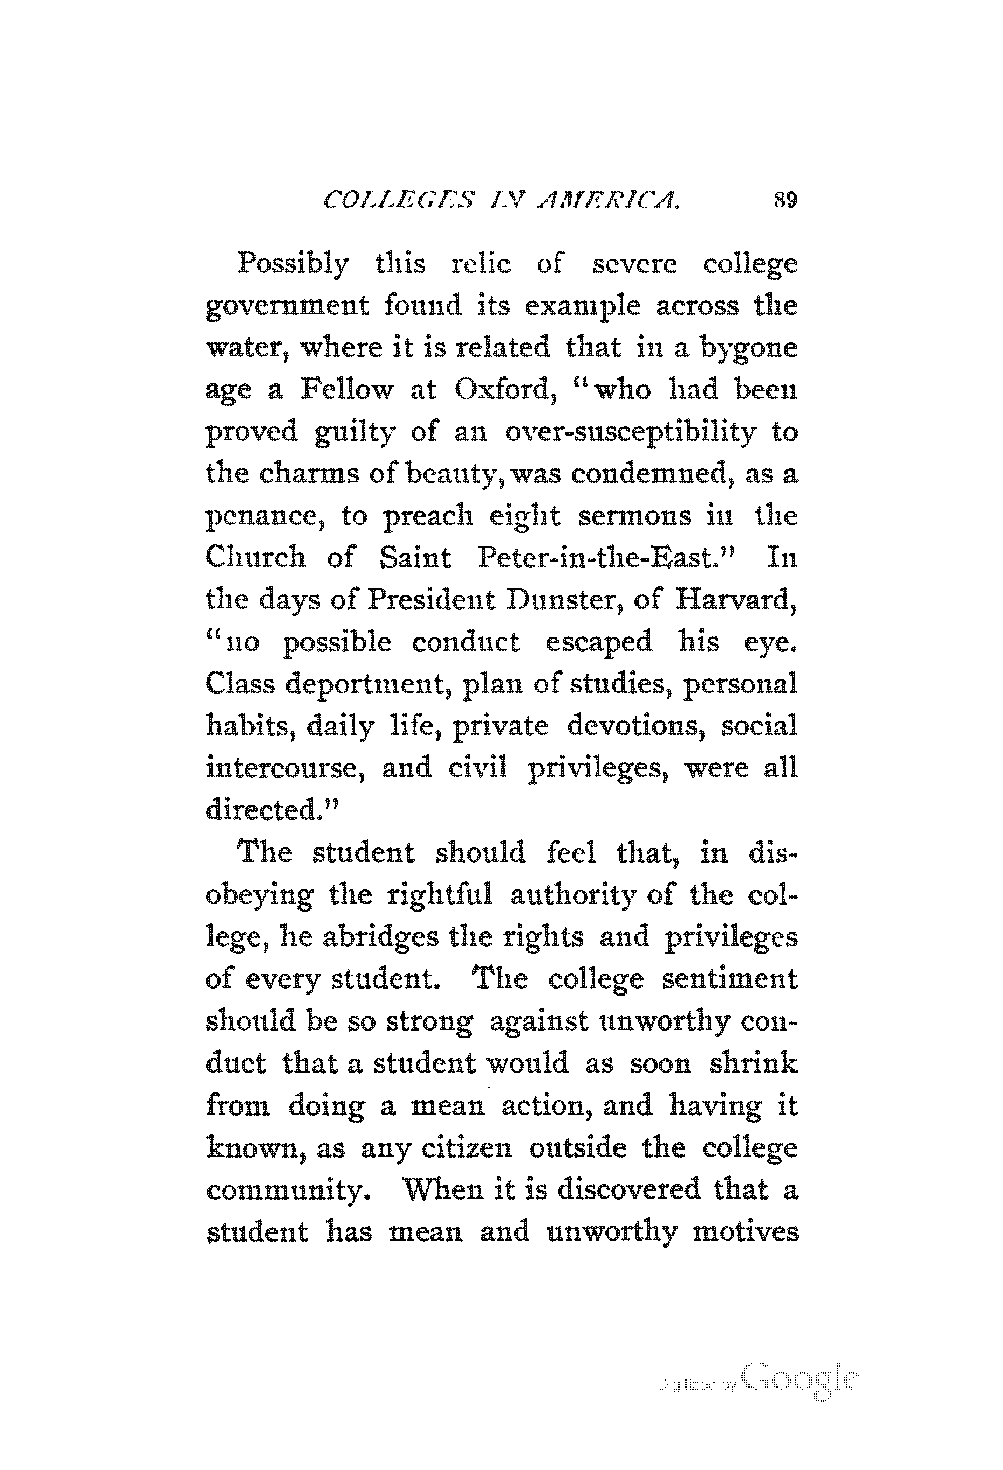 COLLEGES IN AMERICA. 89
Possibly this relic of severe college
government found its example across the
water, where it is related that in a bygone
age a Fellow at Oxford, "who had been
proved guilty of an over-susceptibility to
the charms of beauty, was condemned, as a
penance, to preach eight sermons in the
Church of Saint Peter-in-the-East." In
the days of President Dunster, of Harvard,
"no possible conduct escaped his eye.
Class deportment, plan of studies, personal
habits, daily life, private devotions, social
intercourse, and civil privileges, were all
directed."
The student should feel that, in dis-
obeying the rightful authority of the col-
lege, he abridges the rights and privileges
of every student. The college sentiment
should be so strong against unworthy con-
duct that a student would as soon shrink
from doing a mean action, and having it
known, as any citizen outside the college
community. When it is discovered that a
student has mean and unworthy motives
Digitized by Google